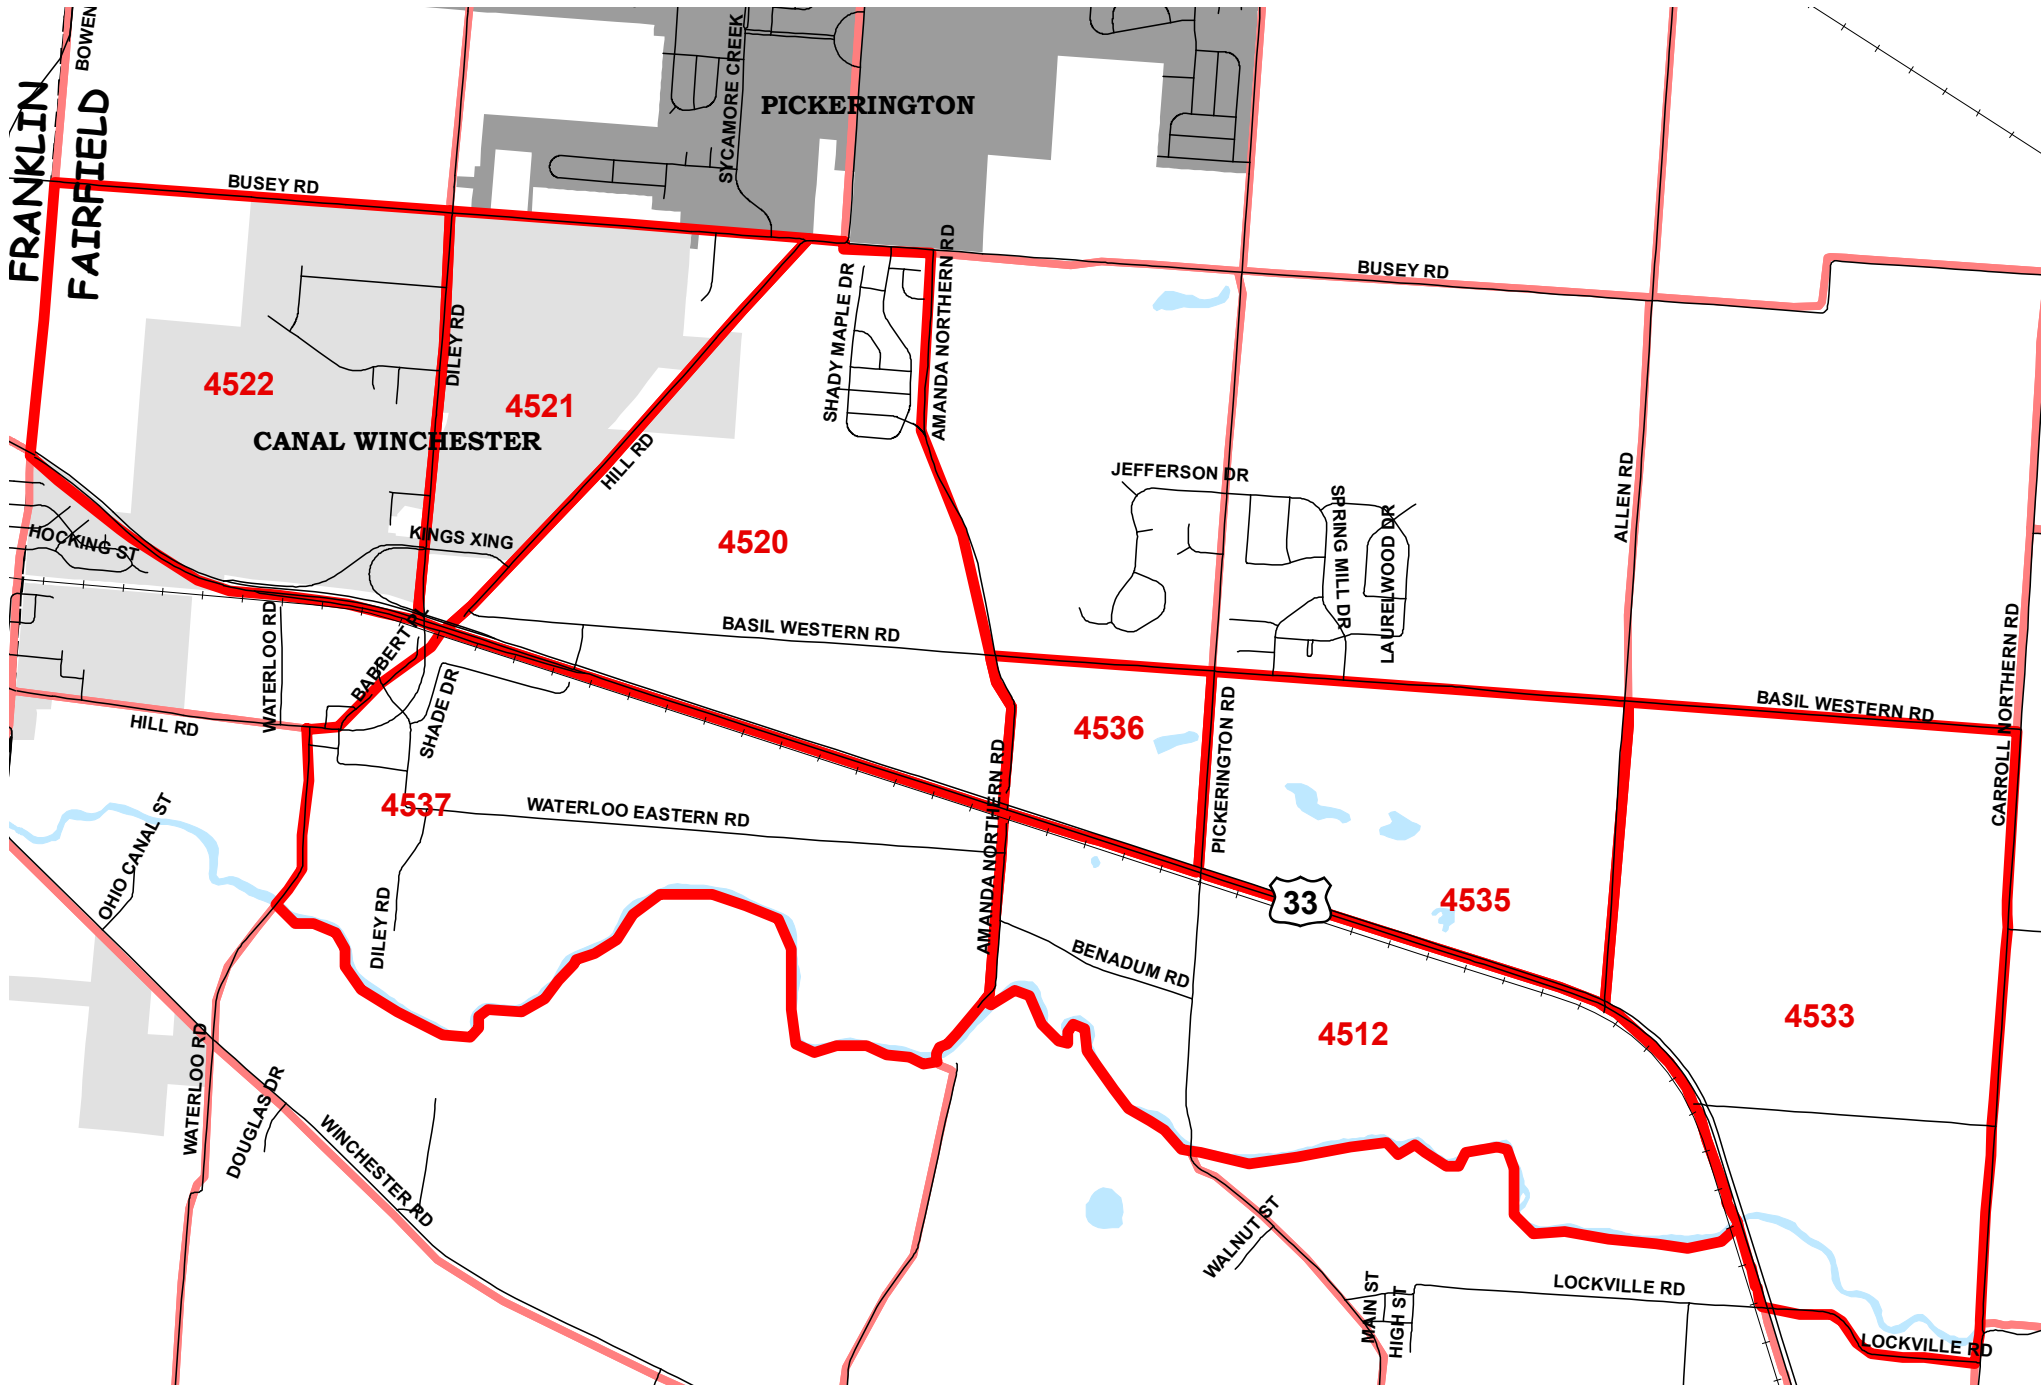 BOWEN
FRANKLIN
FAIRFIELD
SYCAMORE CREEK
PICKERINGTON
BUSEY RD
BUSEY RD
DILEY RD
SHADY MAPLE DR
AMANDA NORTHERN RD
4522
4521
CANAL WINCHESTER
HILL RD
JEFFERSON DR
SPRING MILL DR
LAURELWOOD DR
ALLEN RD
HOCKING ST
KINGS XING
4520
WATERLOO RD
BABBERT PL
BASIL WESTERN RD
CARROLL NORTHERN RD
HILL RD
SHADE DR
4536
PICKERINGTON RD
BASIL WESTERN RD
4537
WATERLOO EASTERN RD
AMANDA NORTHERN RD
OHIO CANAL ST
DILEY RD
33
4535
BENADUM RD
4512
4533
WATERLOO RD
DOUGLAS DR
WINCHESTER RD
WALNUT ST
MAIN ST
HIGH ST
LOCKVILLE RD
LOCKVILLE RD